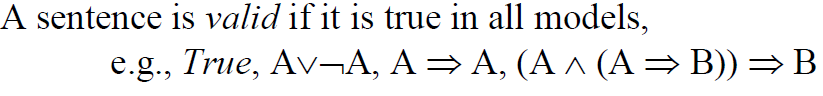 A sentence is valid if it is true in all models,
e.g., True, A∨¬A, A ⇒ A, (A ∧ (A ⇒ B)) ⇒ B